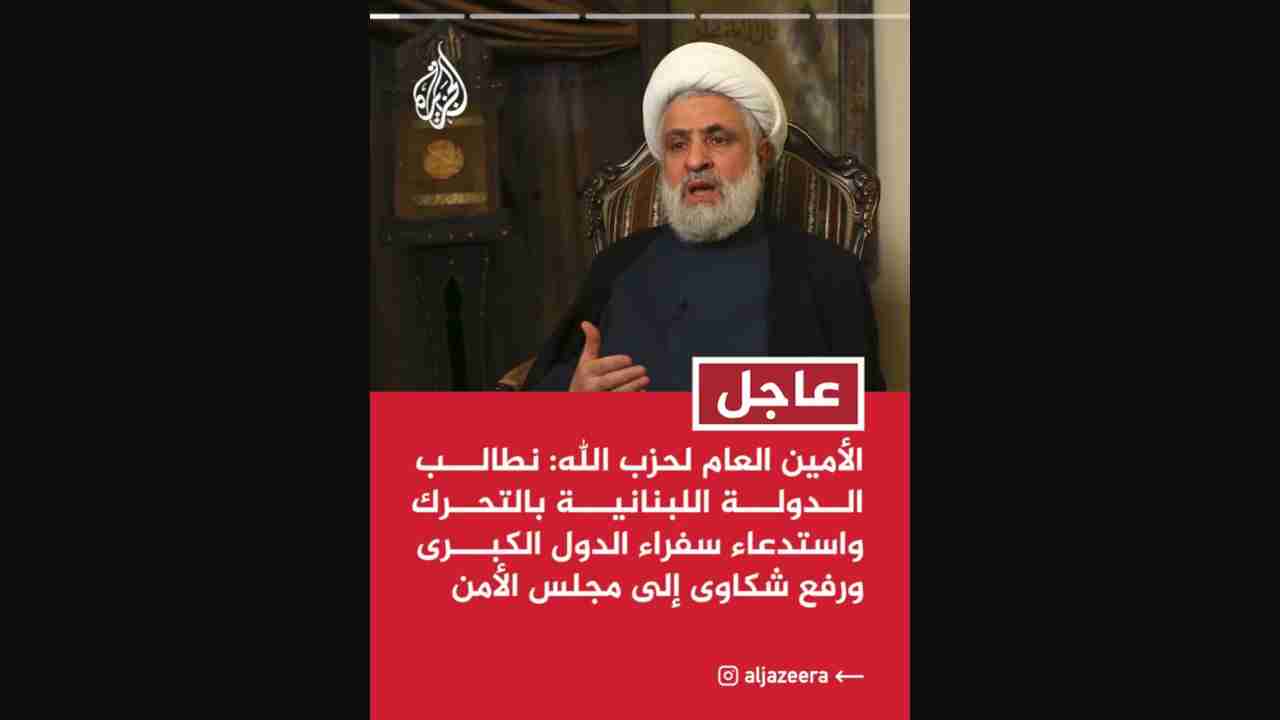 الجزيرة
عاجل
الأمين العام لحزب الله: نطالب
الدولة اللبنانية بالتحرك
واستدعاء سفراء الدول الكبرى
ورفع شكاوى إلى مجلس الأمن
aljazeera